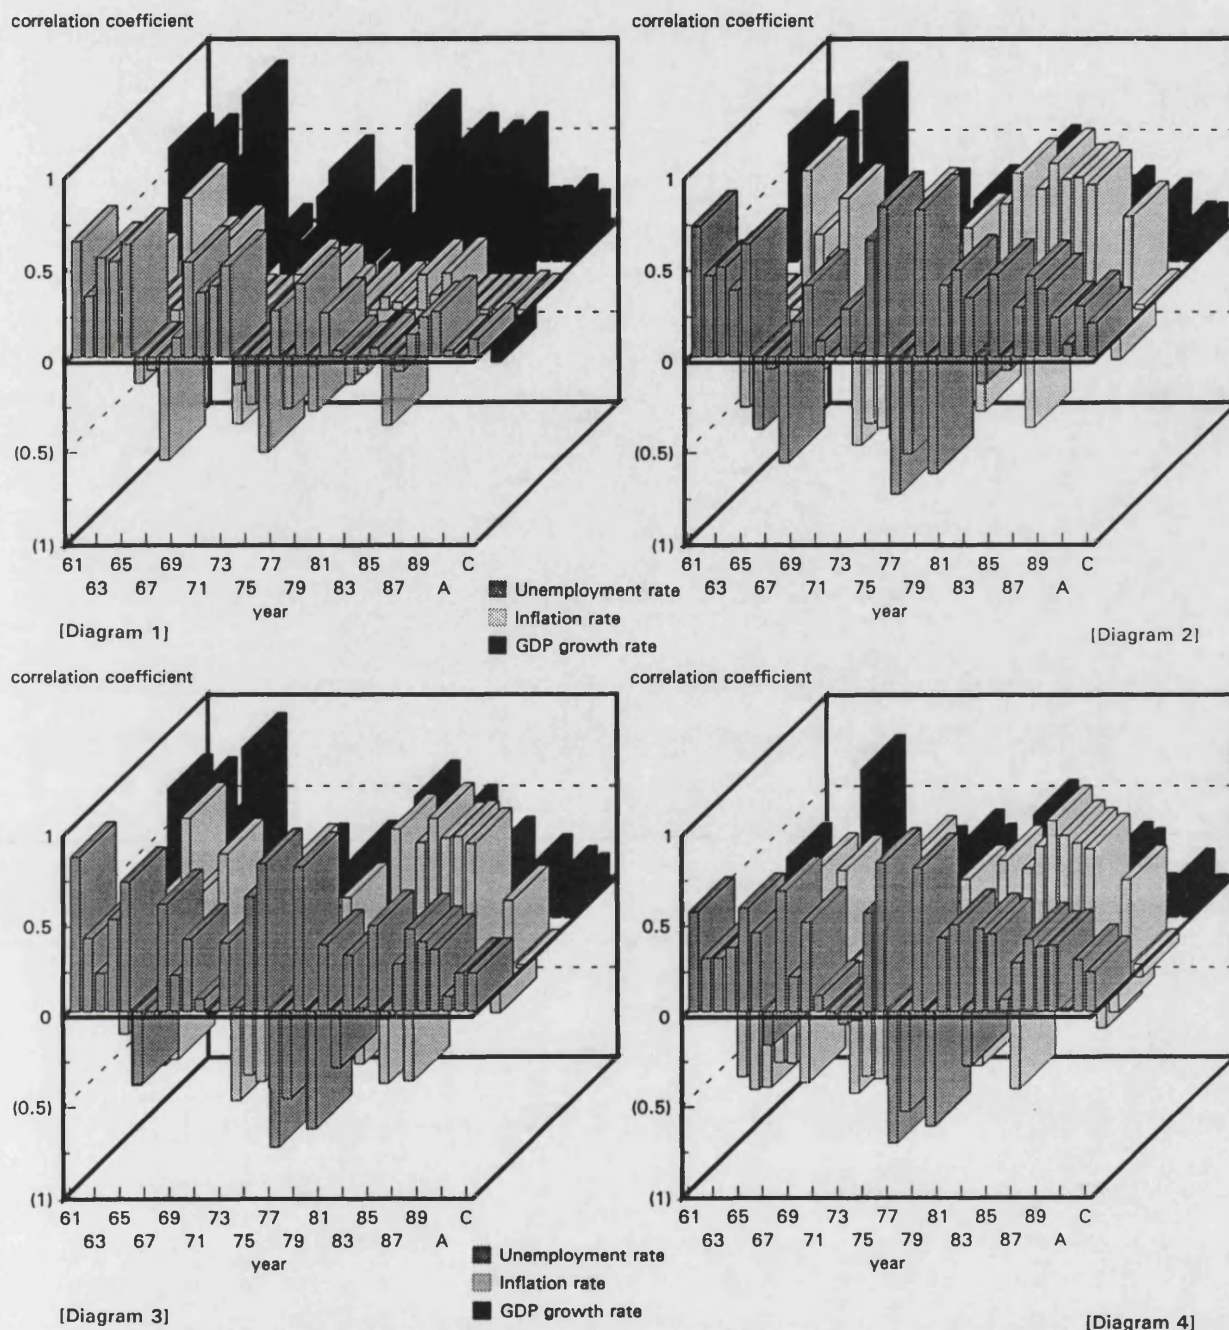 correlation coefficient
1
0.5
0
(0.5)
(1)
61 65 69 73 77 81 85 89 C
63 67 71 75 79 83 87 A
year
[Diagram 1]
correlation coefficient
1
0.5
0
(0.5)
(1)
61 65 69 73 77 81 85 89 C
63 67 71 75 79 83 87 A
year
[Diagram 2]
Unemployment rate
Inflation rate
GDP growth rate
correlation coefficient
1
0.5
0
(0.5)
(1)
61 65 69 73 77 81 85 89 C
63 67 71 75 79 83 87 A
year
[Diagram 3]
correlation coefficient
1
0.5
0
(0.5)
(1)
61 65 69 73 77 81 85 89 C
63 67 71 75 79 83 87 A
year
[Diagram 4]
Unemployment rate
Inflation rate
GDP growth rate